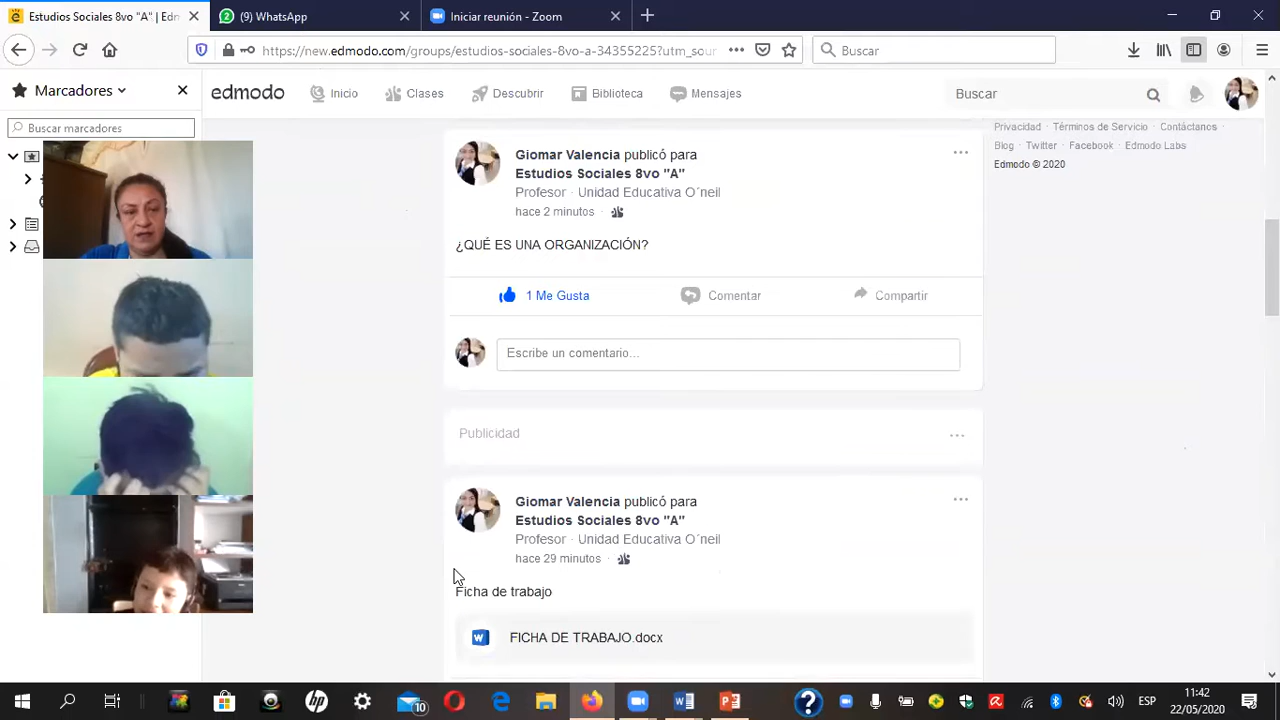 Estudios Sociales 8vo "A" | Edn
(9) WhatsApp
Iniciar reunión - Zoom
https://new.edmodo.com/groups/estudios-sociales-8vo-a-34355225?utm_sour
Buscar
Marcadores
Buscar marcadores
edmodo
Inicio
Clases
Descubrir
Biblioteca
Mensajes
Buscar
Privacidad · Términos de Servicio · Contáctanos ·
Blog · Twitter · Facebook · Edmodo Labs
Edmodo © 2020
Giomar Valencia publicó para
Estudios Sociales 8vo "A"
Profesor · Unidad Educativa O´neil
hace 2 minutos ·
¿QUÉ ES UNA ORGANIZACIÓN?
1 Me Gusta
Comentar
Compartir
Escribe un comentario...
Publicidad
Giomar Valencia publicó para
Estudios Sociales 8vo "A"
Profesor · Unidad Educativa O´neil
hace 29 minutos ·
Ficha de trabajo
FICHA DE TRABAJO.docx
10
ESP
11:42
22/05/2020